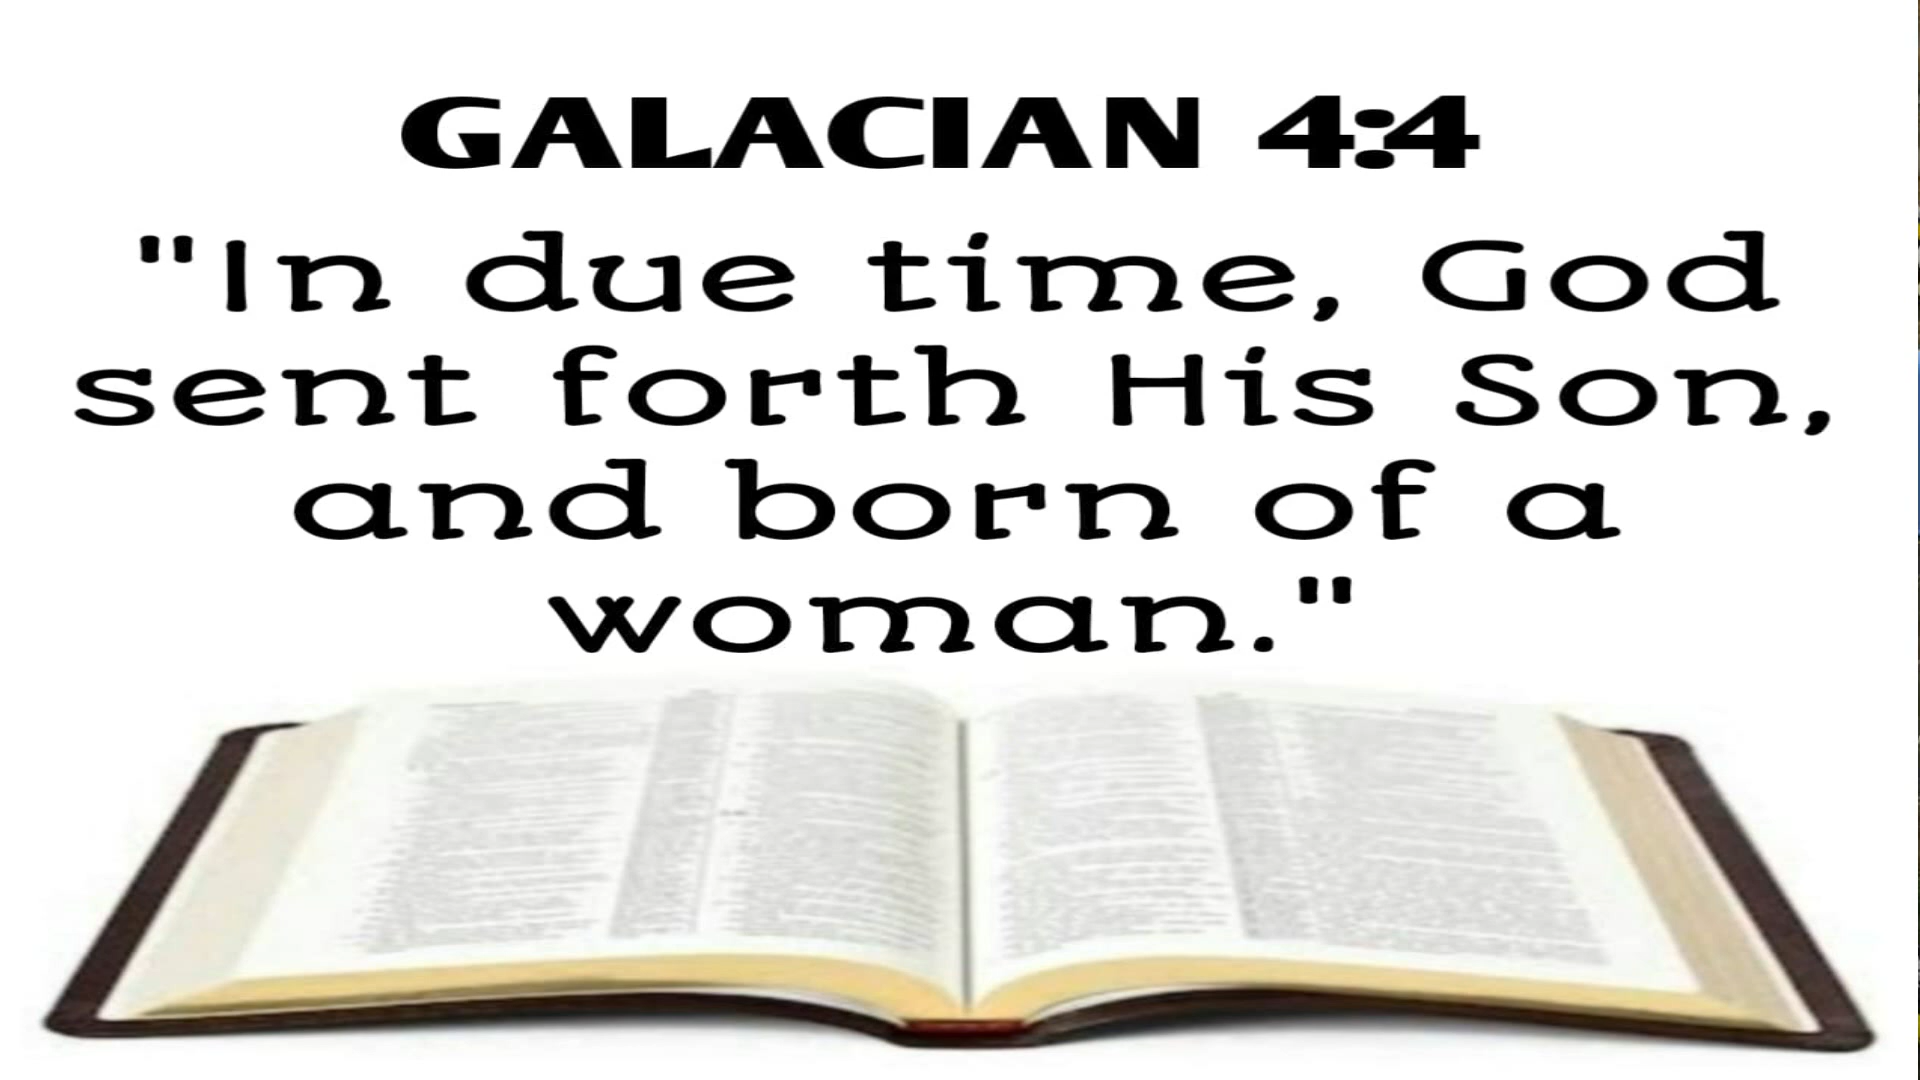 GALACIAN 4:4
"In due time, God
sent forth His Son,
and born of a
woman."